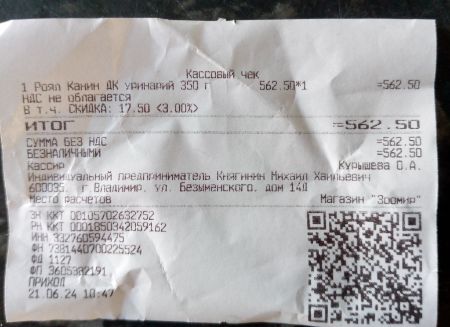 Кассовый чек
1 Роял Канин ДК уринарий 350 г 562.50*1 =562.50
НДС не облагается
В т.ч. СКИДКА: 17.50 <3.00%>
ИТОГ =562.50
СУММА БЕЗ НДС =562.50
БЕЗНАЛИЧНЫМИ =562.50
Кассир Курышева О.А.
Индивидуальный предприниматель Княгинин Михаил Хаильевич
600035, г.Владимир, ул. Безыменского, дом 14Д
Место расчетов Магазин "Зоомир"
ЗН ККТ 00105702632752
РН ККТ 0001850342059162
ИНН 332760594475
ФН 7381440700225524
ФД 1127
ФП 3605382191
ПРИХОД
21.06.24 10:47